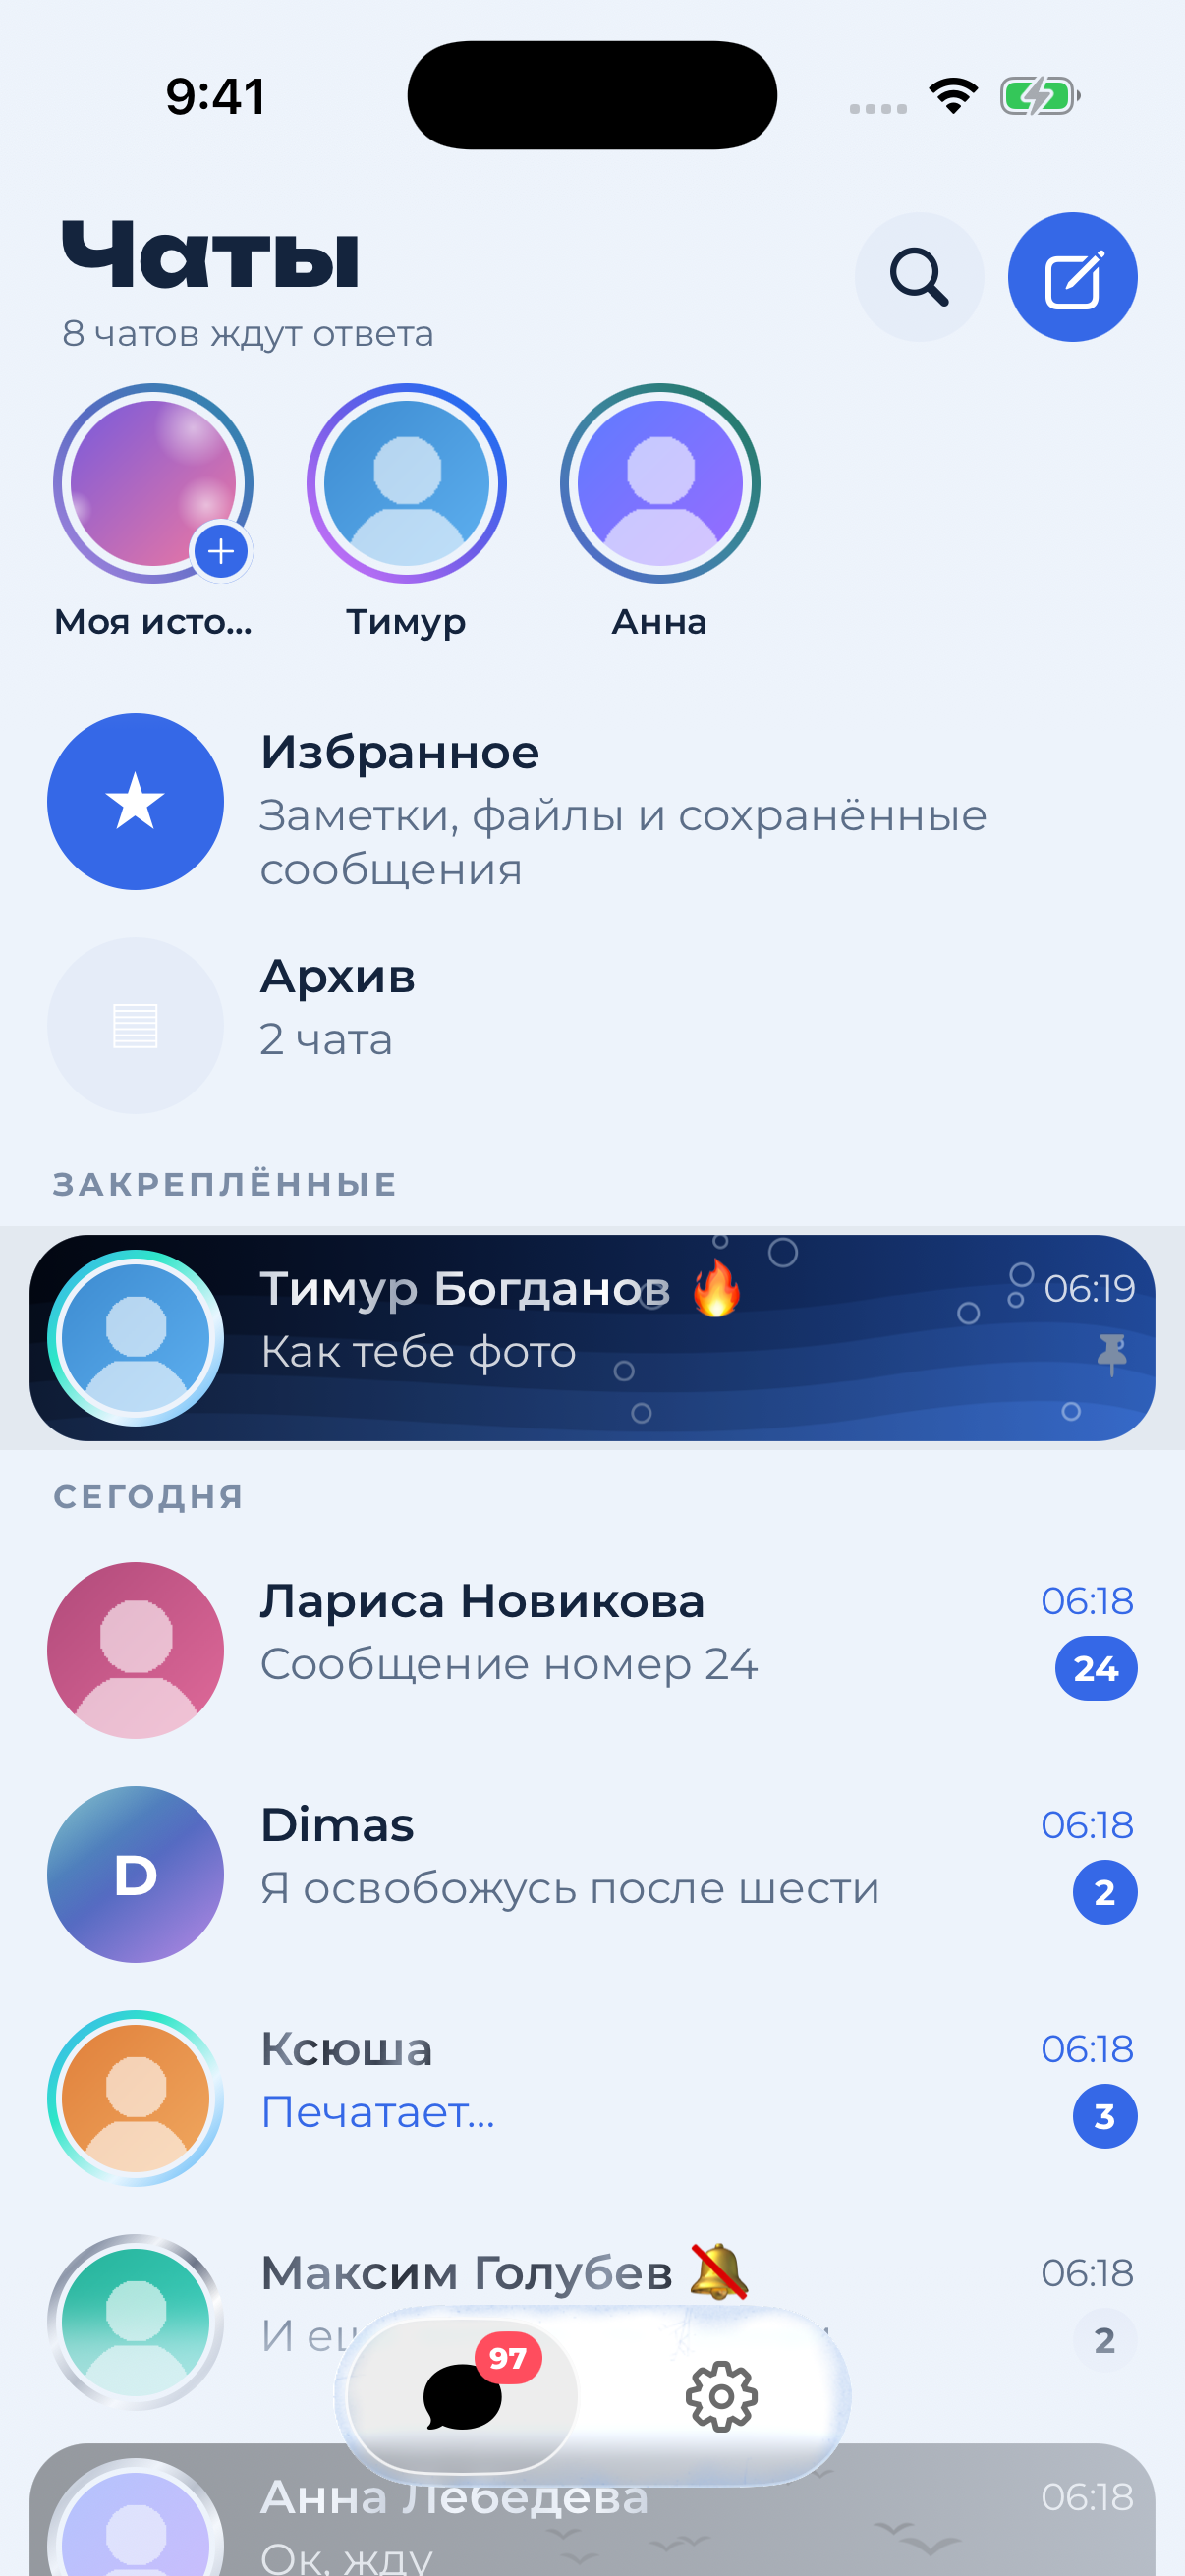 9:41
Чаты
8 чатов ждут ответа
Моя исто...
Тимур
Анна
Избранное
Заметки, файлы и сохранённые
сообщения
Архив
2 чата
ЗАКРЕПЛЁННЫЕ
Тимур Богданов 🔥 06:19
Как тебе фото
СЕГОДНЯ
Лариса Новикова 06:18
Сообщение номер 24 24
D
Dimas 06:18
Я освобожусь после шести 2
Ксюша 06:18
Печатает... 3
Максим Голубев 06:18
И 2
97
Анна Лебедева 06:18
Ок, жду